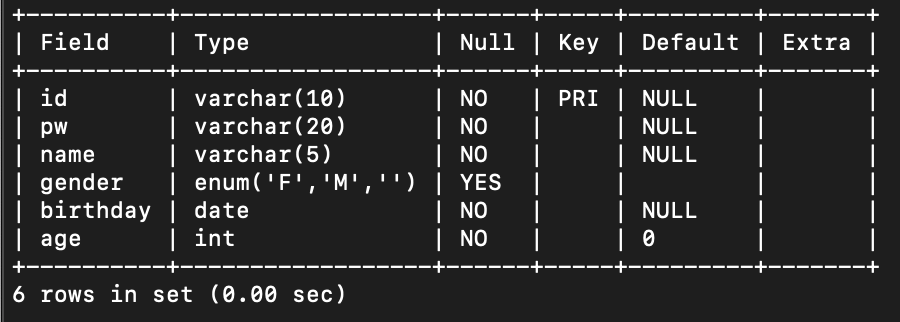 +----------+------------------+------+-----+---------+-------+
| Field    | Type             | Null | Key | Default | Extra |
+----------+------------------+------+-----+---------+-------+
| id       | varchar(10)      | NO   | PRI | NULL    |       |
| pw       | varchar(20)      | NO   |     | NULL    |       |
| name     | varchar(5)       | NO   |     | NULL    |       |
| gender   | enum('F','M','') | YES  |     |         |       |
| birthday | date             | NO   |     | NULL    |       |
| age      | int              | NO   |     | 0       |       |
+----------+------------------+------+-----+---------+-------+
6 rows in set (0.00 sec)